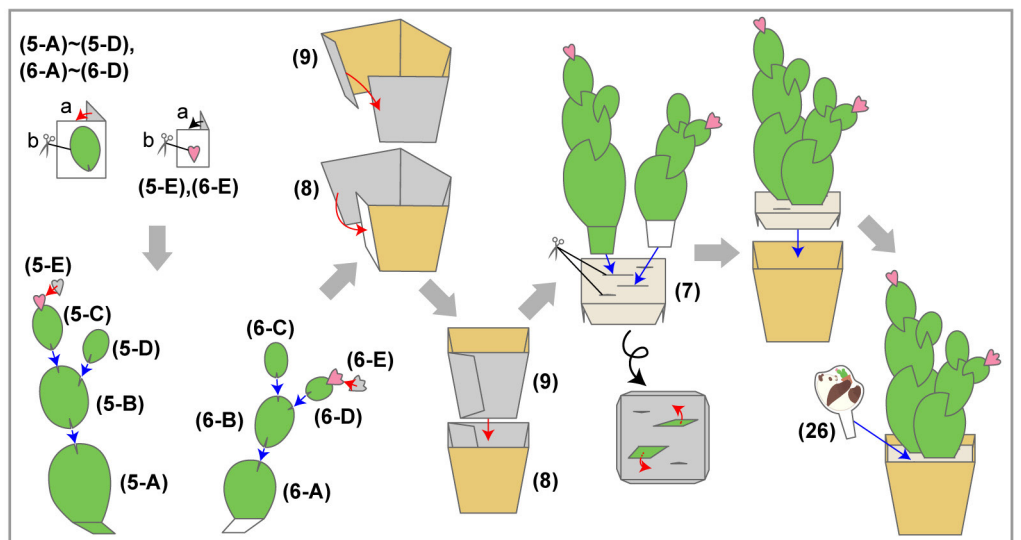 (5-A)~(5-D),
(6-A)~(6-D)
a
b
a
b
(5-E),(6-E)
(5-E)
(5-C)
(5-D)
(5-B)
(5-A)
(6-C)
(6-E)
(6-D)
(6-B)
(6-A)
(9)
(8)
(9)
(8)
(7)
(26)